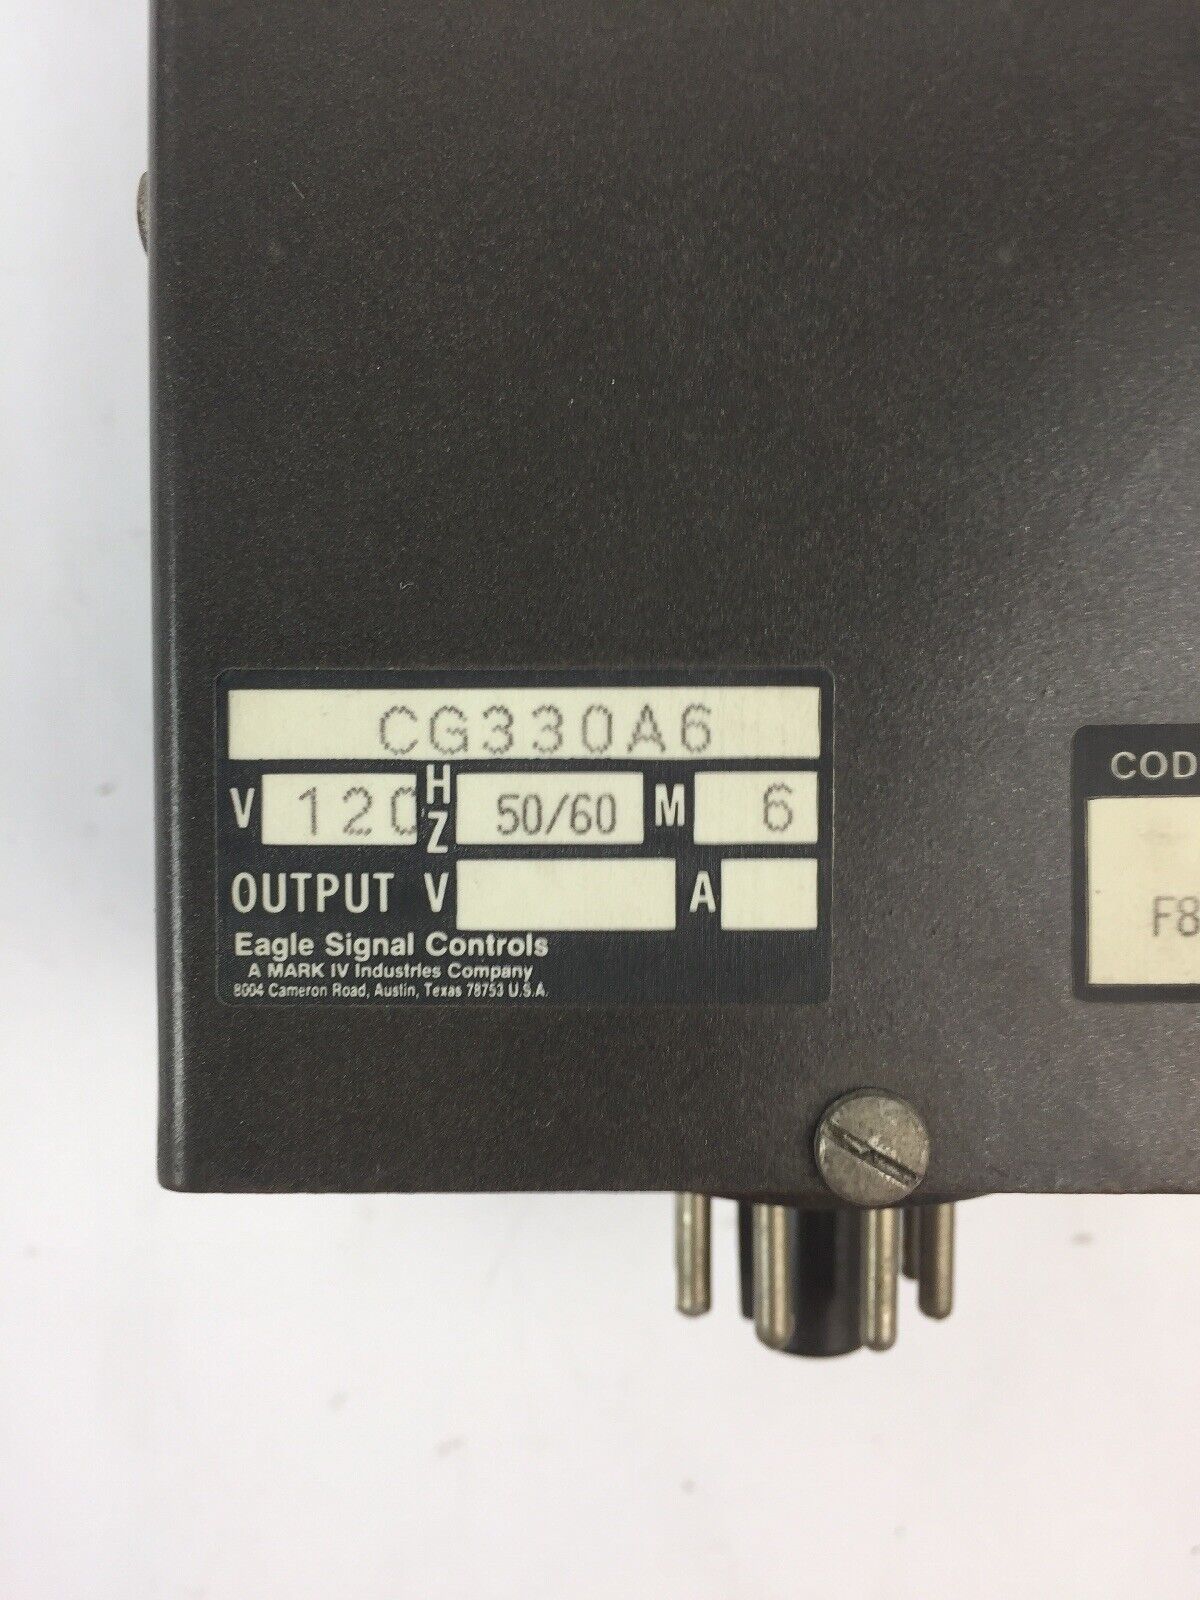 CG330A6
V 120 HZ 50/60 M 6
OUTPUT V A
Eagle Signal Controls
A MARK IV Industries Company
8004 Cameron Road, Austin, Texas 78753 U.S.A.
COD
F8